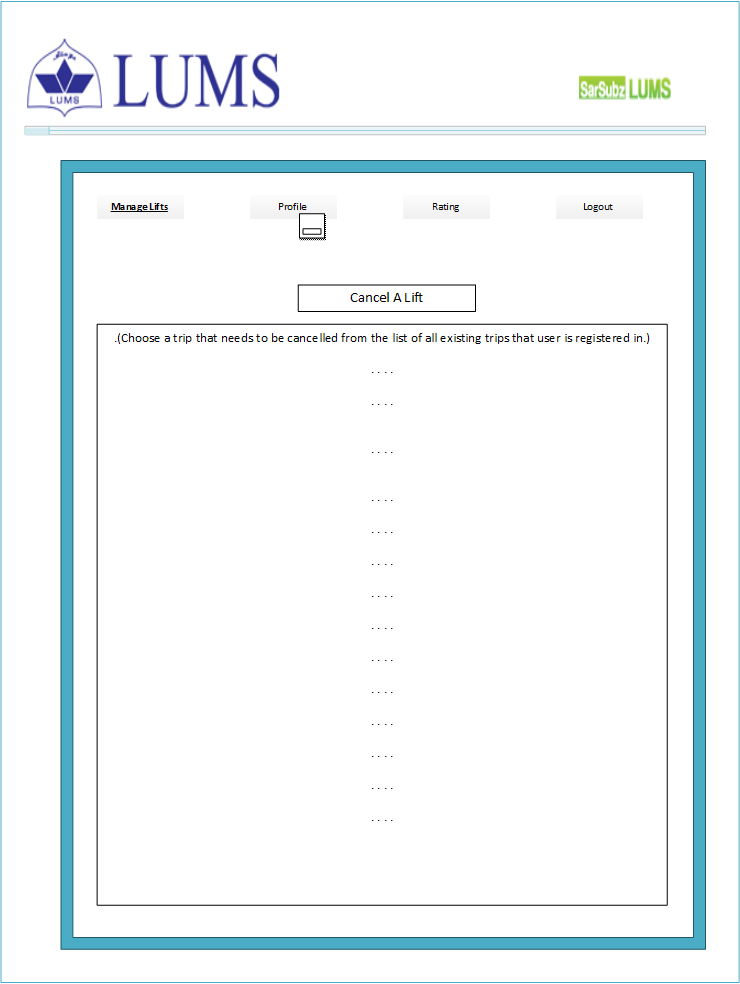 LUMS
LUMS
SarSubz LUMS
Manage Lifts
Profile
Rating
Logout
Cancel A Lift
.(Choose a trip that needs to be cancelled from the list of all existing trips that user is registered in.)
. . . .
. . . .
. . . .
. . . .
. . . .
. . . .
. . . .
. . . .
. . . .
. . . .
. . . .
. . . .
. . . .
. . . .